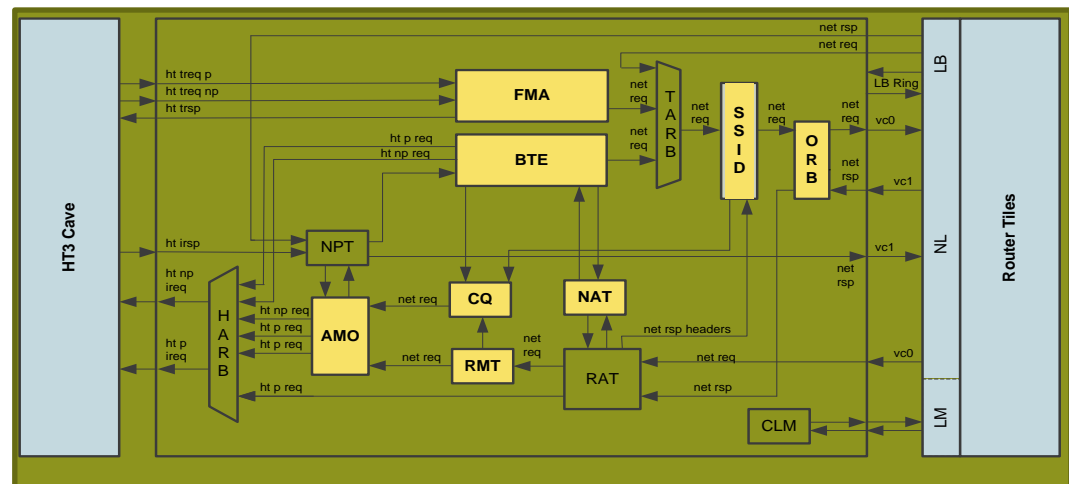 net rsp
net req
LB
LB Ring
ht treq p
ht treq np
ht trsp
FMA
net
req
TARB
net
req
SSID
net
req
ORB
net
req
vc0
ht p req
ht np req
BTE
net
req
net
rsp
vc1
HT3 Cave
Router Tiles
NL
ht irsp
NPT
vc1
net
rsp
ht np
ireq
HARB
ht np req
ht p req
ht p req
AMO
net req
CQ
NAT
net rsp headers
ht p
ireq
net req
RMT
net
req
RAT
net req
vc0
ht p req
net rsp
CLM
LM